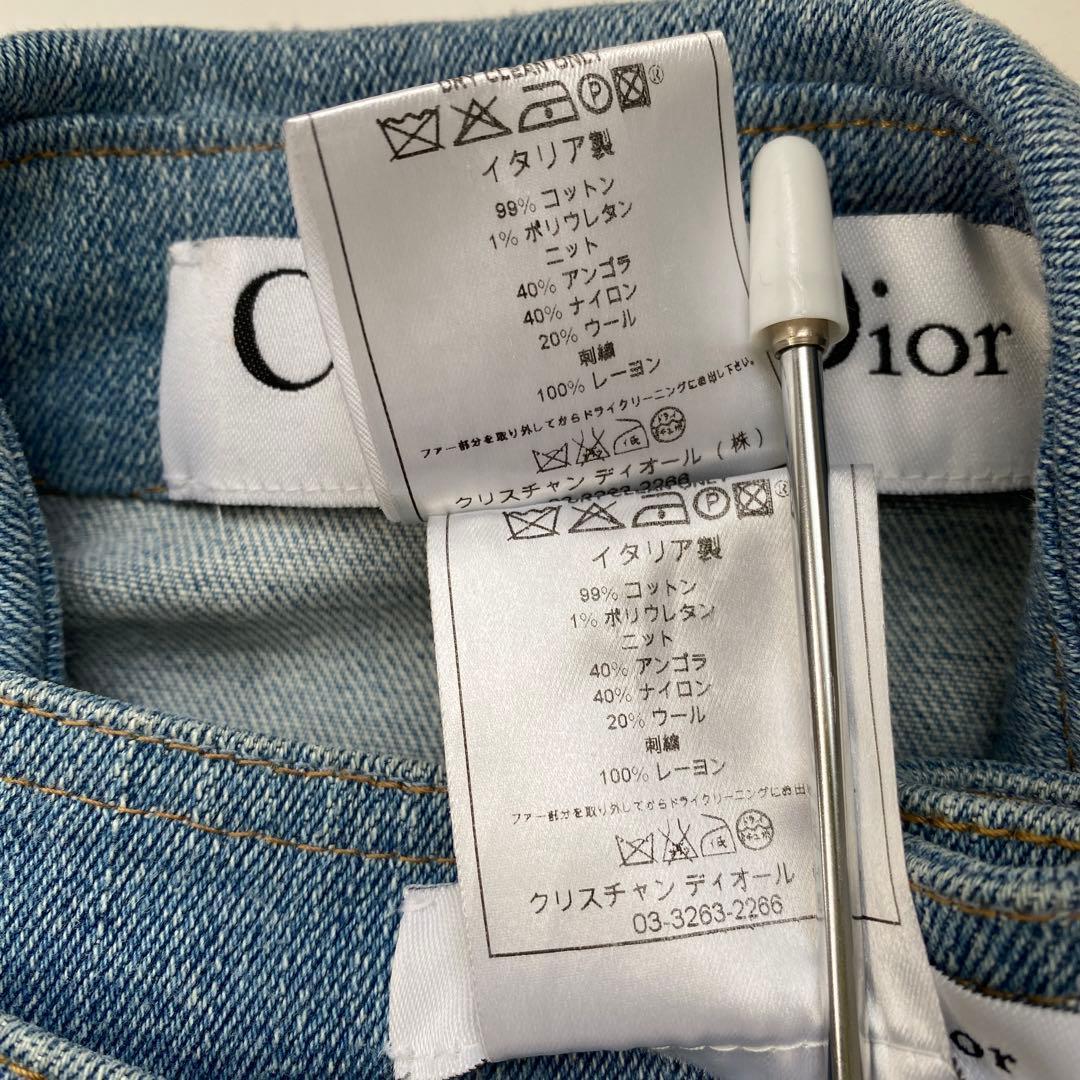 DRY CLEAN ONLY
P ®
イタリア製
99% コットン
1% ポリウレタン
ニット
40% アンゴラ
40% ナイロン
20% ウール
刺繍
100% レーヨン
ファー部分を取り外してからドライクリーニングにお出し下さい。
クリスチャン ディオール (株)
C Dior
P ®
イタリア製
99% コットン
1% ポリウレタン
ニット
40% アンゴラ
40% ナイロン
20% ウール
刺繍
100% レーヨン
ファー部分を取り外してからドライクリーニングにお出し
クリスチャン ディオール
03-3263-2266
or